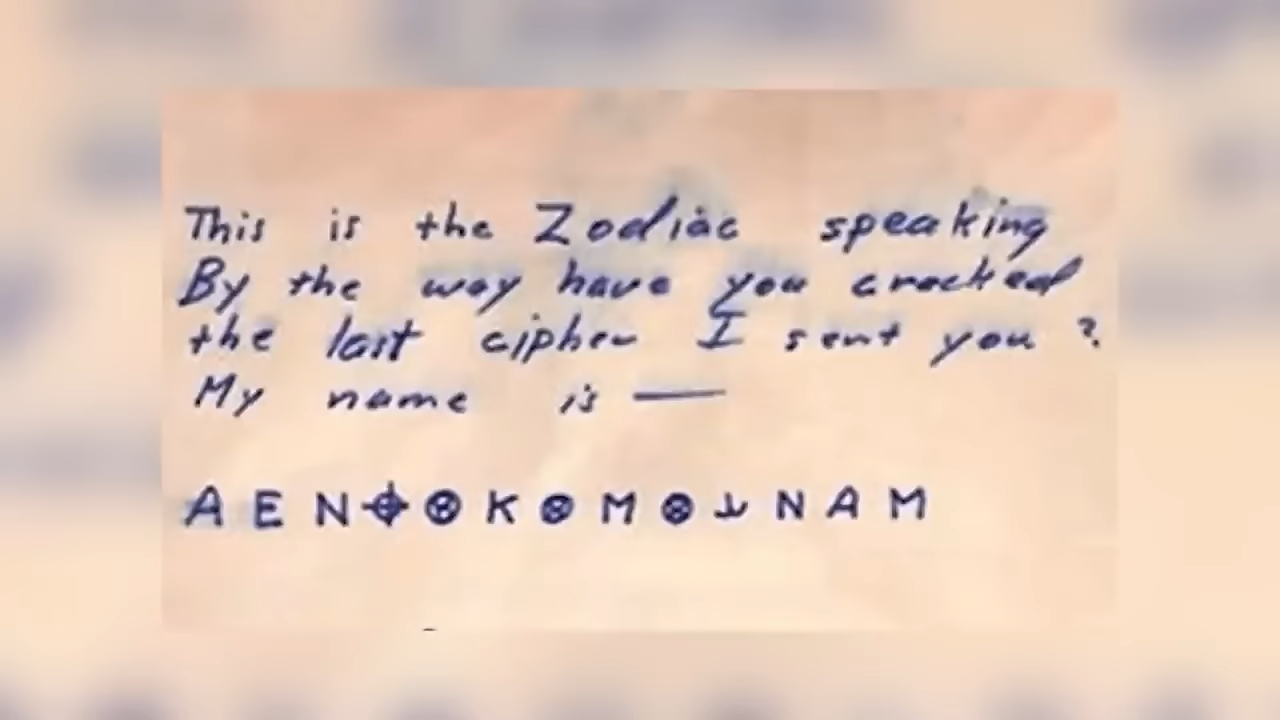 This is the Zodiac speaking
By the way have you cracked
the last cipher I sent you?
My name is —
A E N ⌖ ⊗ K ⊗ M ⊗ ⅃ N A M